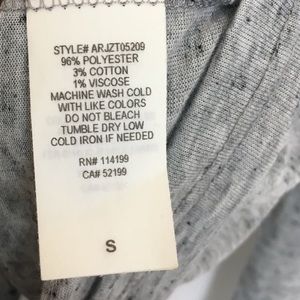 STYLE# ARJZT05209
96% POLYESTER
3% COTTON
1% VISCOSE
MACHINE WASH COLD
WITH LIKE COLORS
DO NOT BLEACH
TUMBLE DRY LOW
COLD IRON IF NEEDED
RN# 114199
CA# 52199
S